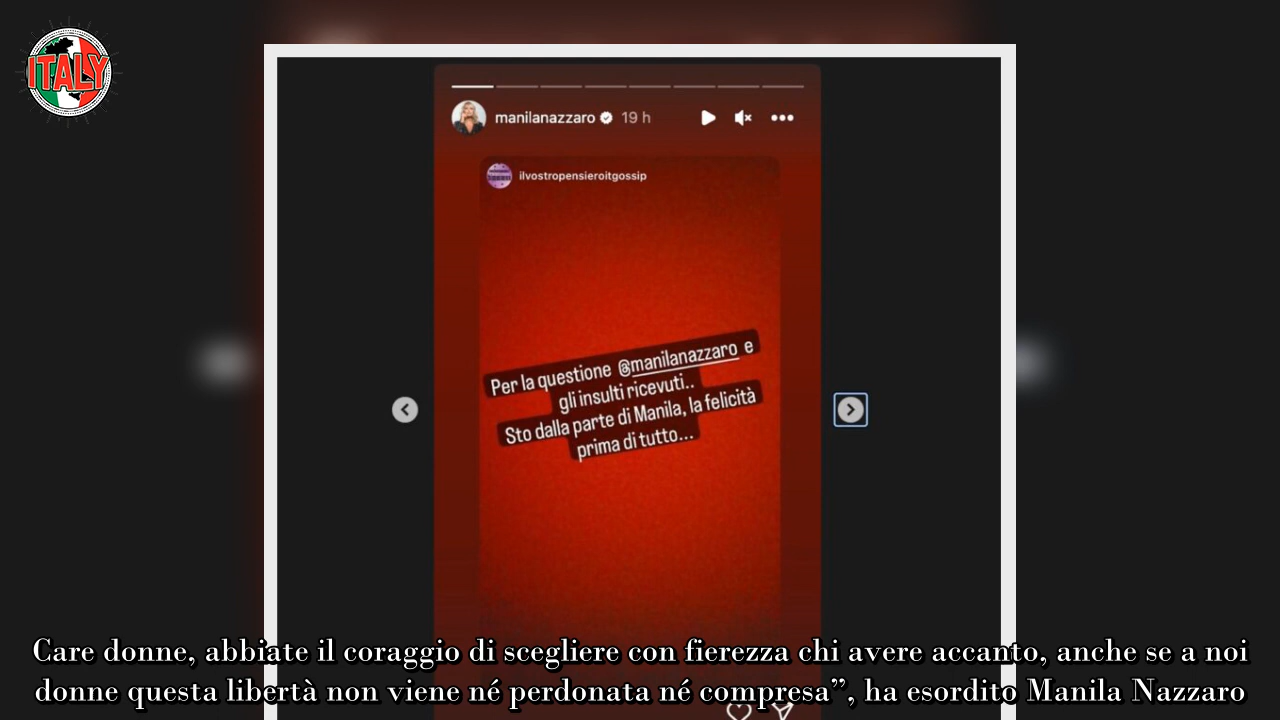 ITALY
manilanazzaro 19 h
ilvostropensieroitgossip
Per la questione @manilanazzaro e
gli insulti ricevuti..
Sto dalla parte di Manila, la felicità
prima di tutto...
Care donne, abbiate il coraggio di scegliere con fierezza chi avere accanto, anche se a noi
donne questa libertà non viene né perdonata né compresa”, ha esordito Manila Nazzaro